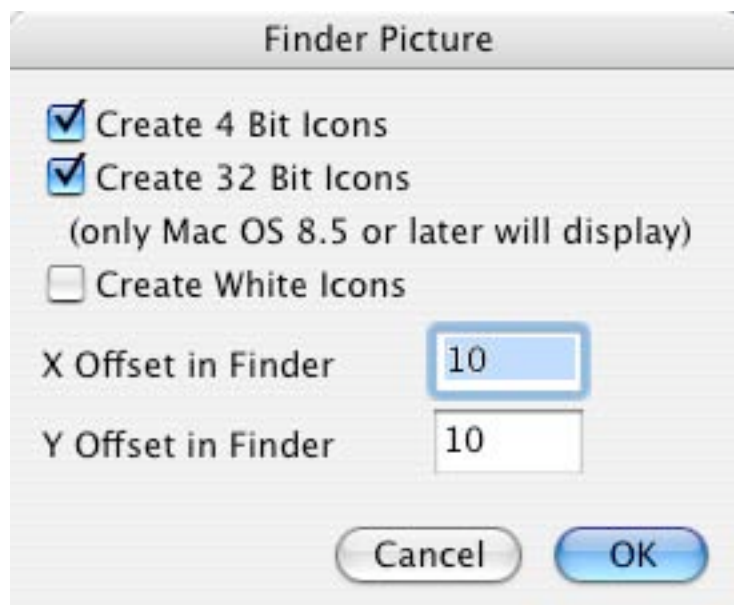 Finder Picture
Create 4 Bit Icons
Create 32 Bit Icons
(only Mac OS 8.5 or later will display)
Create White Icons
X Offset in Finder 10
Y Offset in Finder 10
Cancel OK